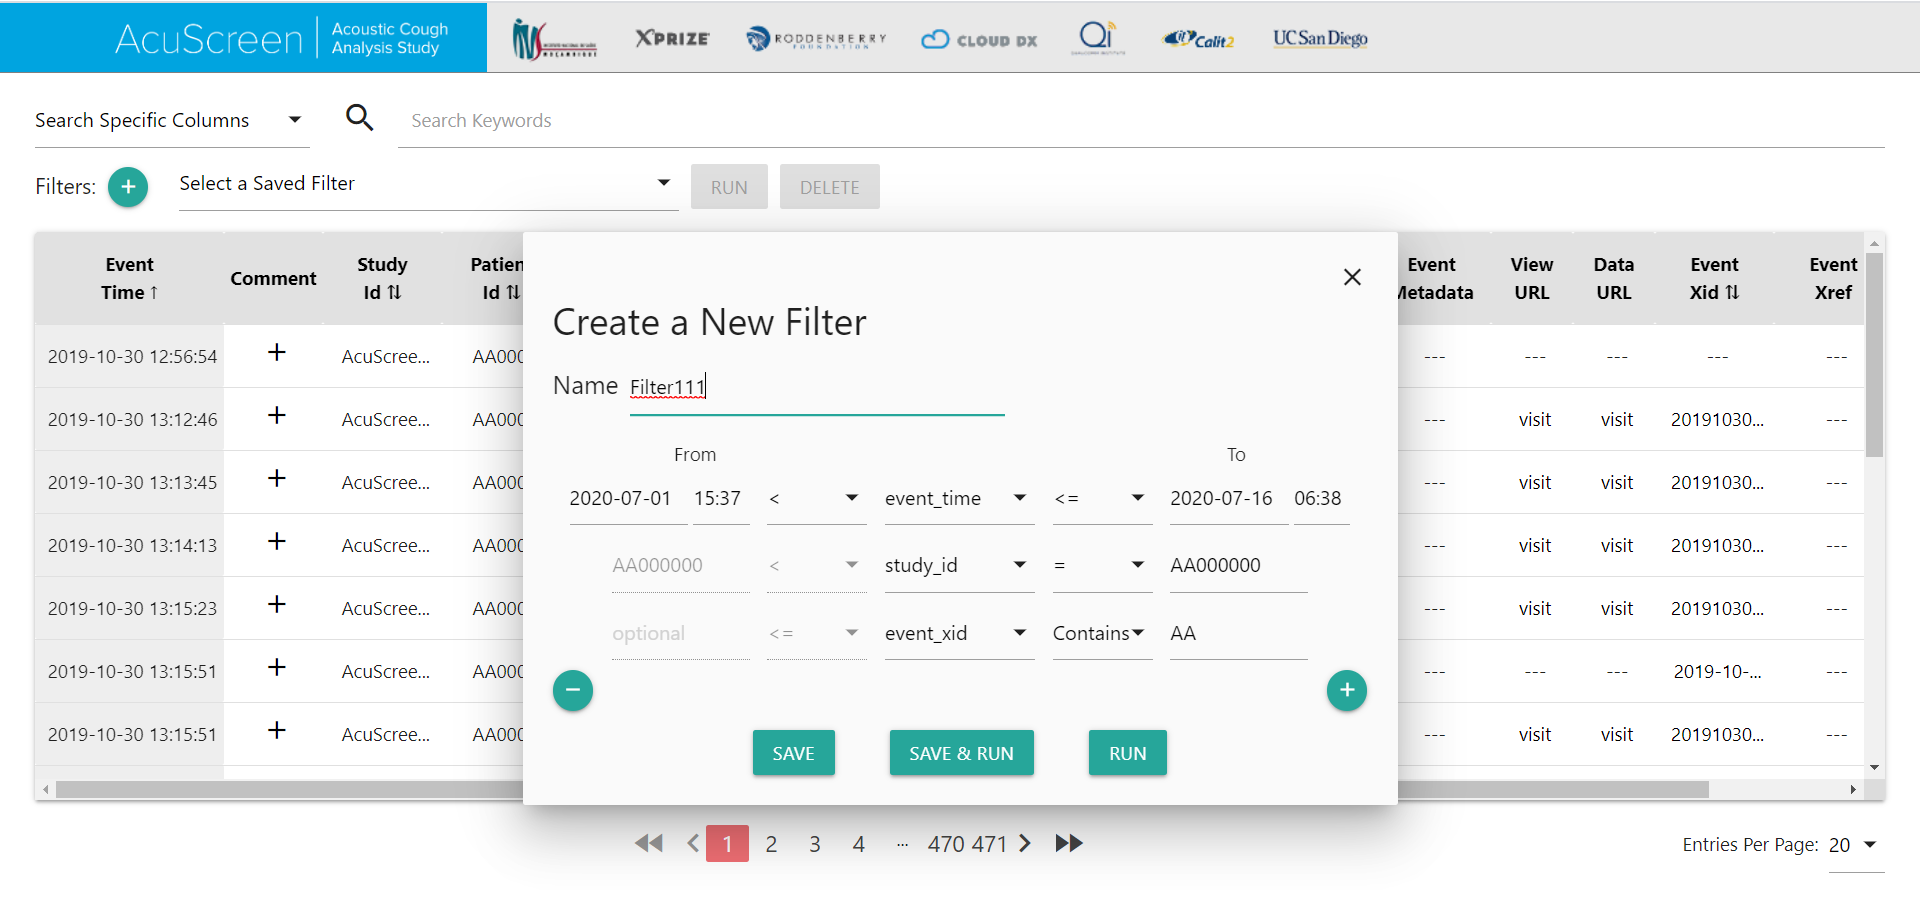 AcuScreen
Acoustic Cough
Analysis Study
XPRIZE
RODDENBERRY
FOUNDATION
CLOUD DX
Qi
Calit2
UC San Diego
Search Specific Columns
Search Keywords
Filters: + Select a Saved Filter RUN DELETE
Event Time ↑ Comment Study Id ⇅ Patien Id ⇅ Event Metadata View URL Data URL Event Xid ⇅ Event Xref
2019-10-30 12:56:54 + AcuScree... AA000 --- --- --- --- ---
2019-10-30 13:12:46 + AcuScree... AA000 --- visit visit 20191030... ---
2019-10-30 13:13:45 + AcuScree... AA000 --- visit visit 20191030... ---
2019-10-30 13:14:13 + AcuScree... AA000 --- visit visit 20191030... ---
2019-10-30 13:15:23 + AcuScree... AA000 --- visit visit 20191030... ---
2019-10-30 13:15:51 + AcuScree... AA000 --- --- --- 2019-10-... ---
2019-10-30 13:15:51 + AcuScree... AA000 --- visit visit 20191030... ---
Create a New Filter
Name Filter111
From To
2020-07-01 15:37 < event_time <= 2020-07-16 06:38
AA000000 < study_id = AA000000
optional <= event_xid Contains AA
SAVE SAVE & RUN RUN
1 2 3 4 ... 470 471
Entries Per Page: 20